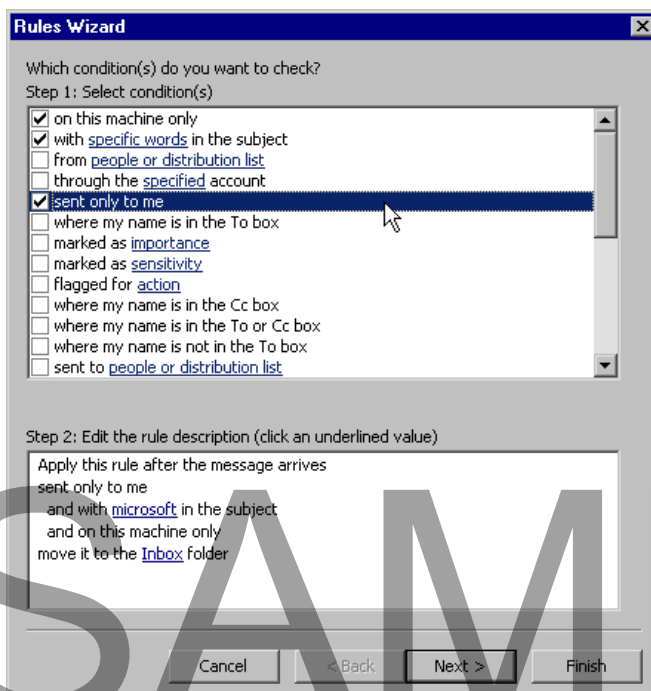 Rules Wizard
Which condition(s) do you want to check?
Step 1: Select condition(s)
on this machine only
with specific words in the subject
from people or distribution list
through the specified account
sent only to me
where my name is in the To box
marked as importance
marked as sensitivity
flagged for action
where my name is in the Cc box
where my name is in the To or Cc box
where my name is not in the To box
sent to people or distribution list
Step 2: Edit the rule description (click an underlined value)
Apply this rule after the message arrives
sent only to me
and with microsoft in the subject
and on this machine only
move it to the Inbox folder
Cancel < Back Next > Finish
SAM